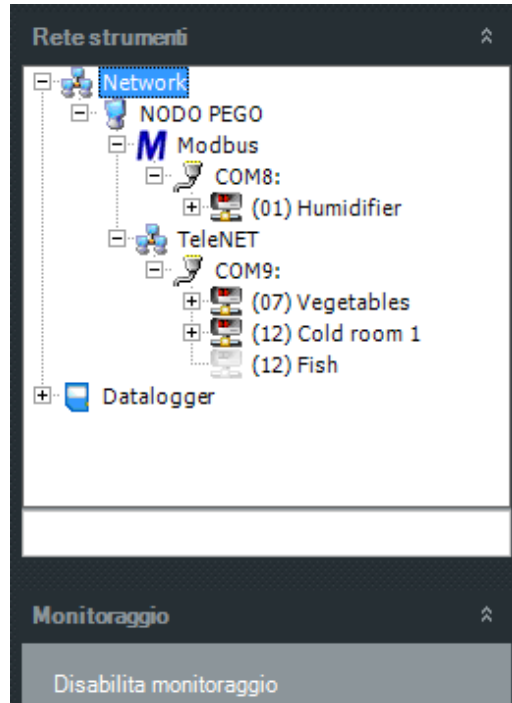 Rete strumenti
Network
NODO PEGO
M Modbus
COM8:
(01) Humidifier
TeleNET
COM9:
(07) Vegetables
(12) Cold room 1
(12) Fish
Datalogger
Monitoraggio
Disabilita monitoraggio